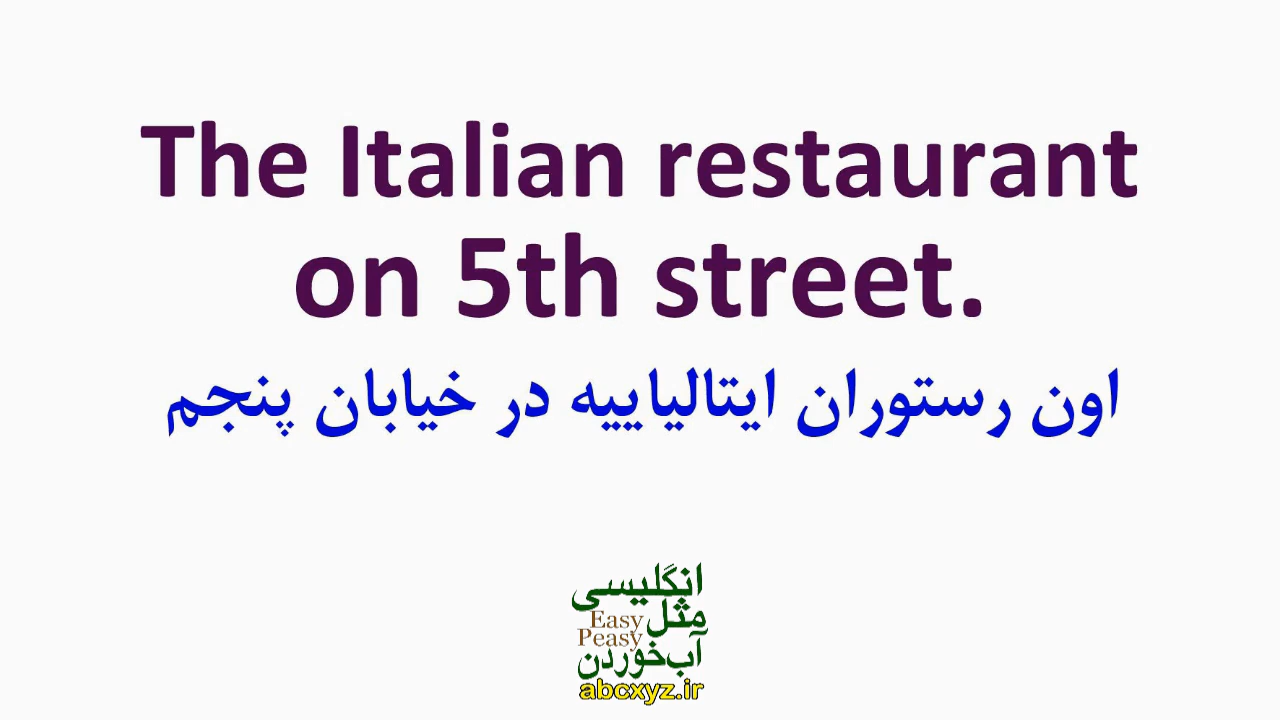 The Italian restaurant
on 5th street.
اون رستوران ایتالیاییه در خیابان پنجم
انگلیسی
مثل
Easy
Peasy
آب‌خوردن
abcxyz.ir